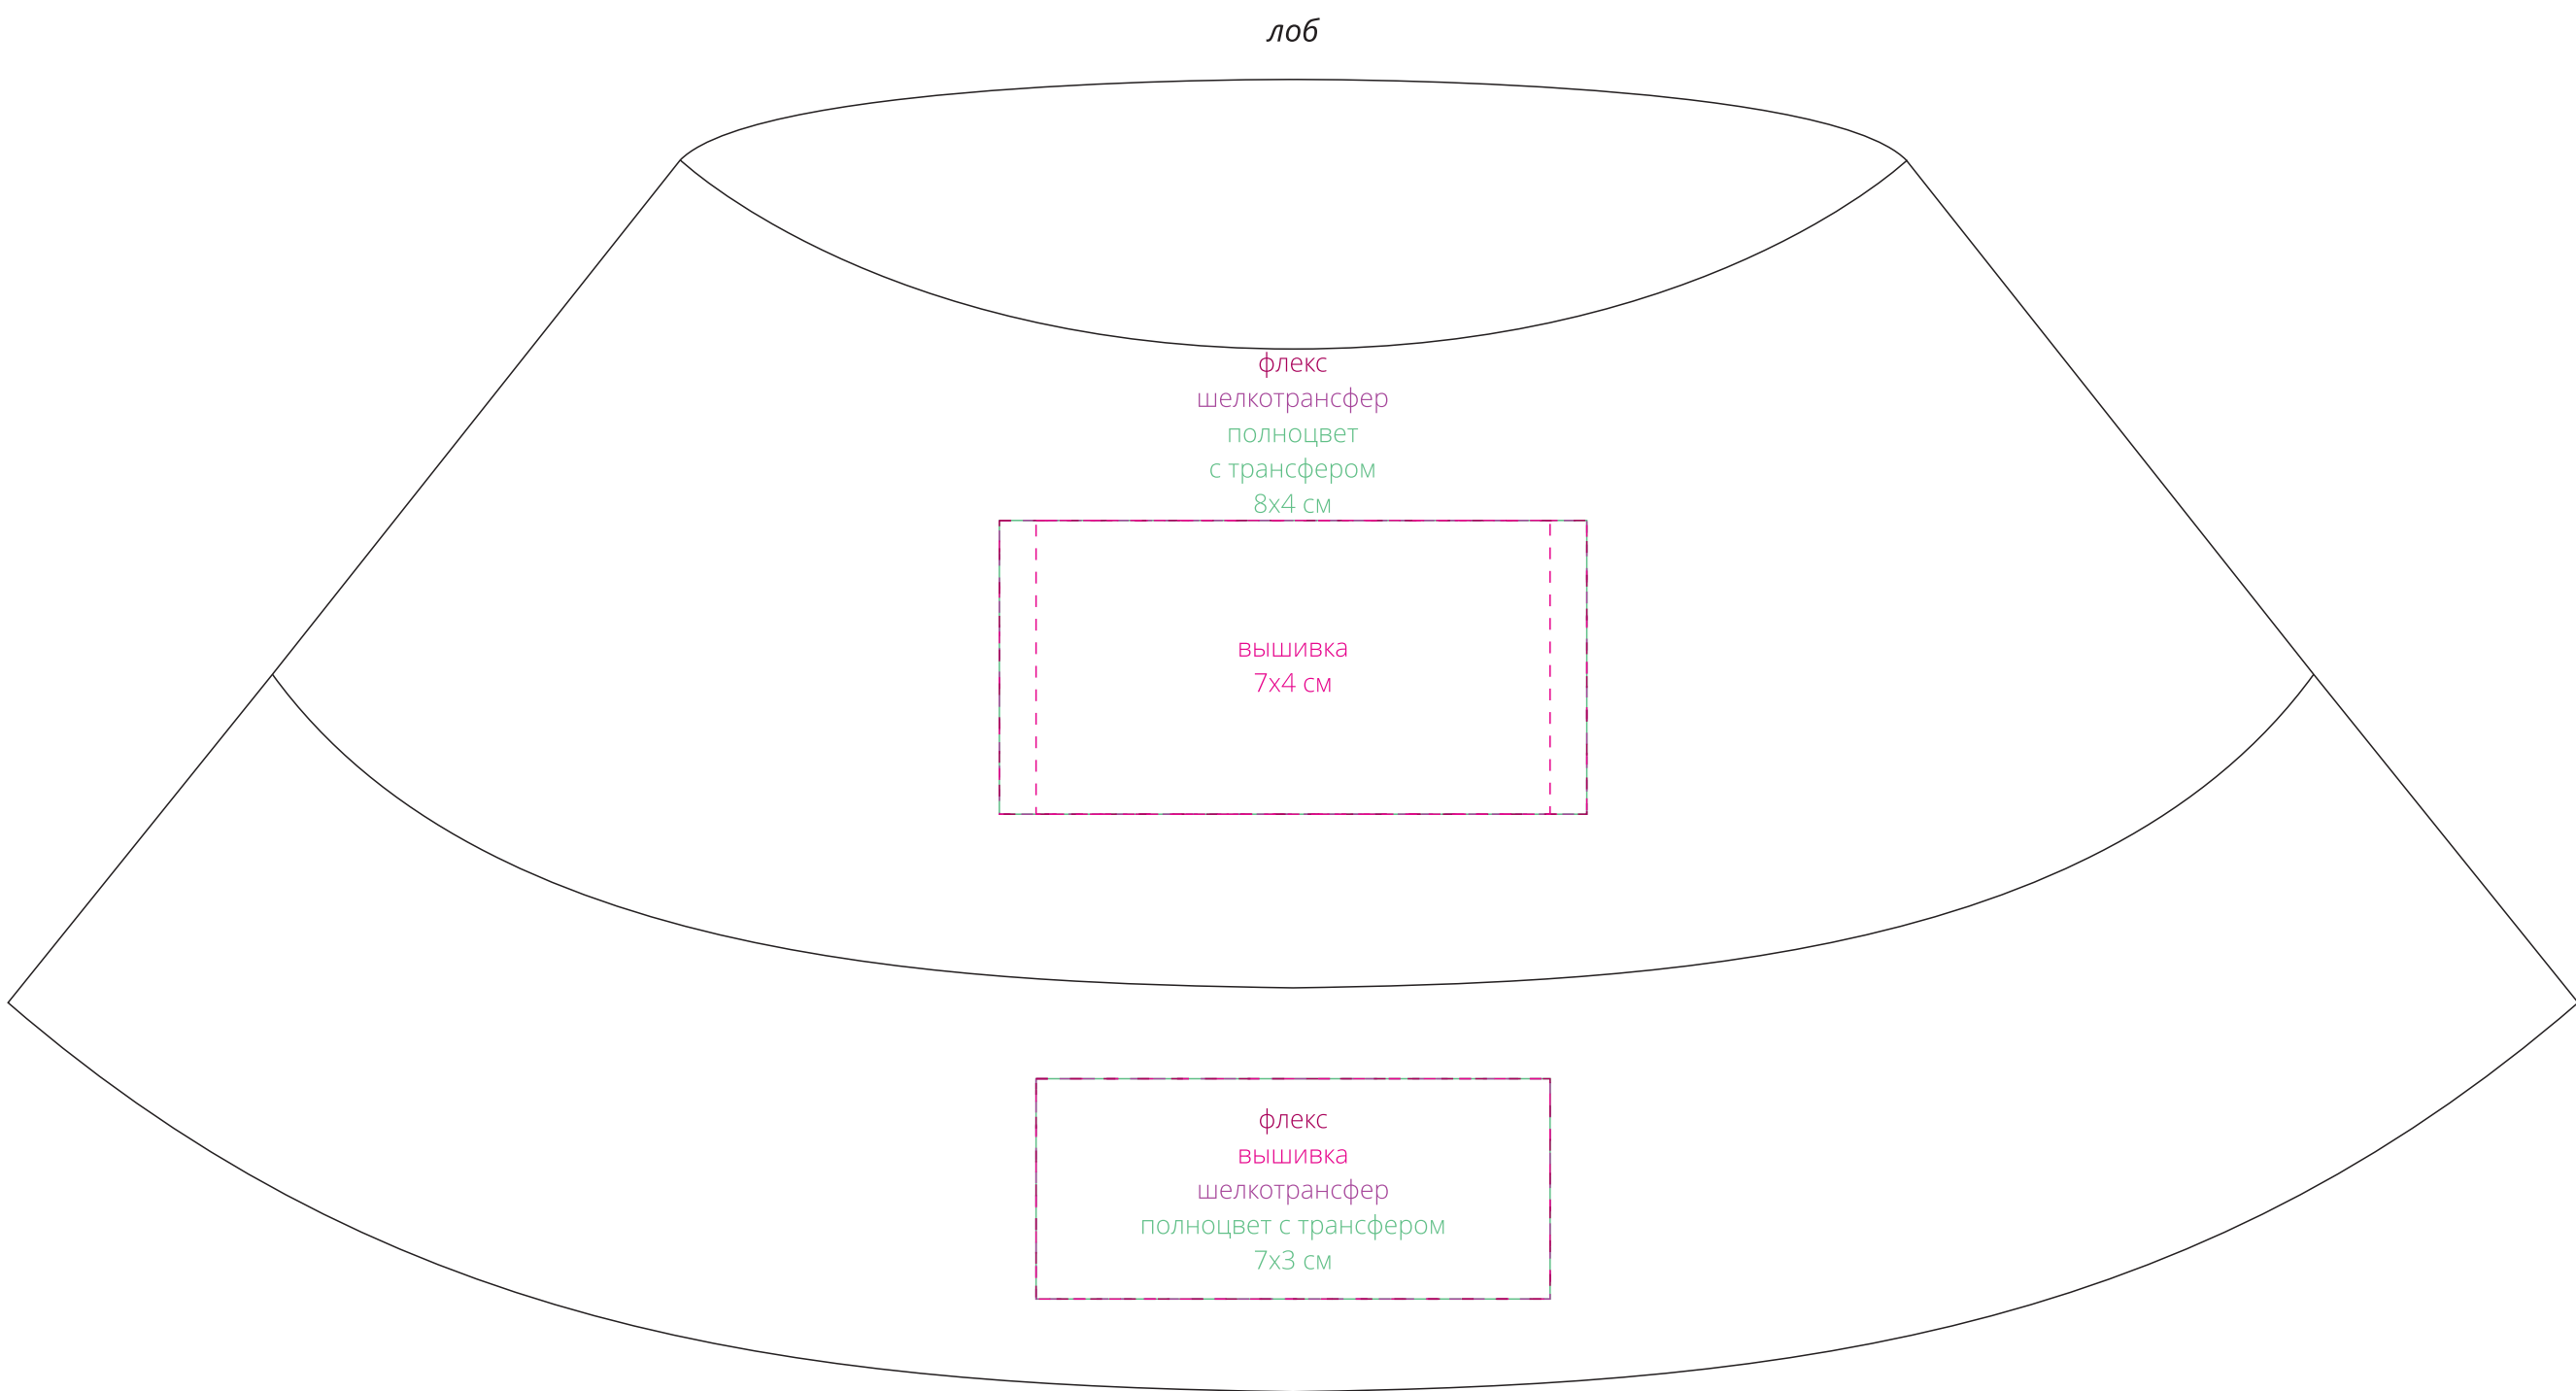 лоб
флекс
шелкотрансфер
полноцвет
с трансфером
8х4 см
вышивка
7х4 см
флекс
вышивка
шелкотрансфер
полноцвет с трансфером
7х3 см